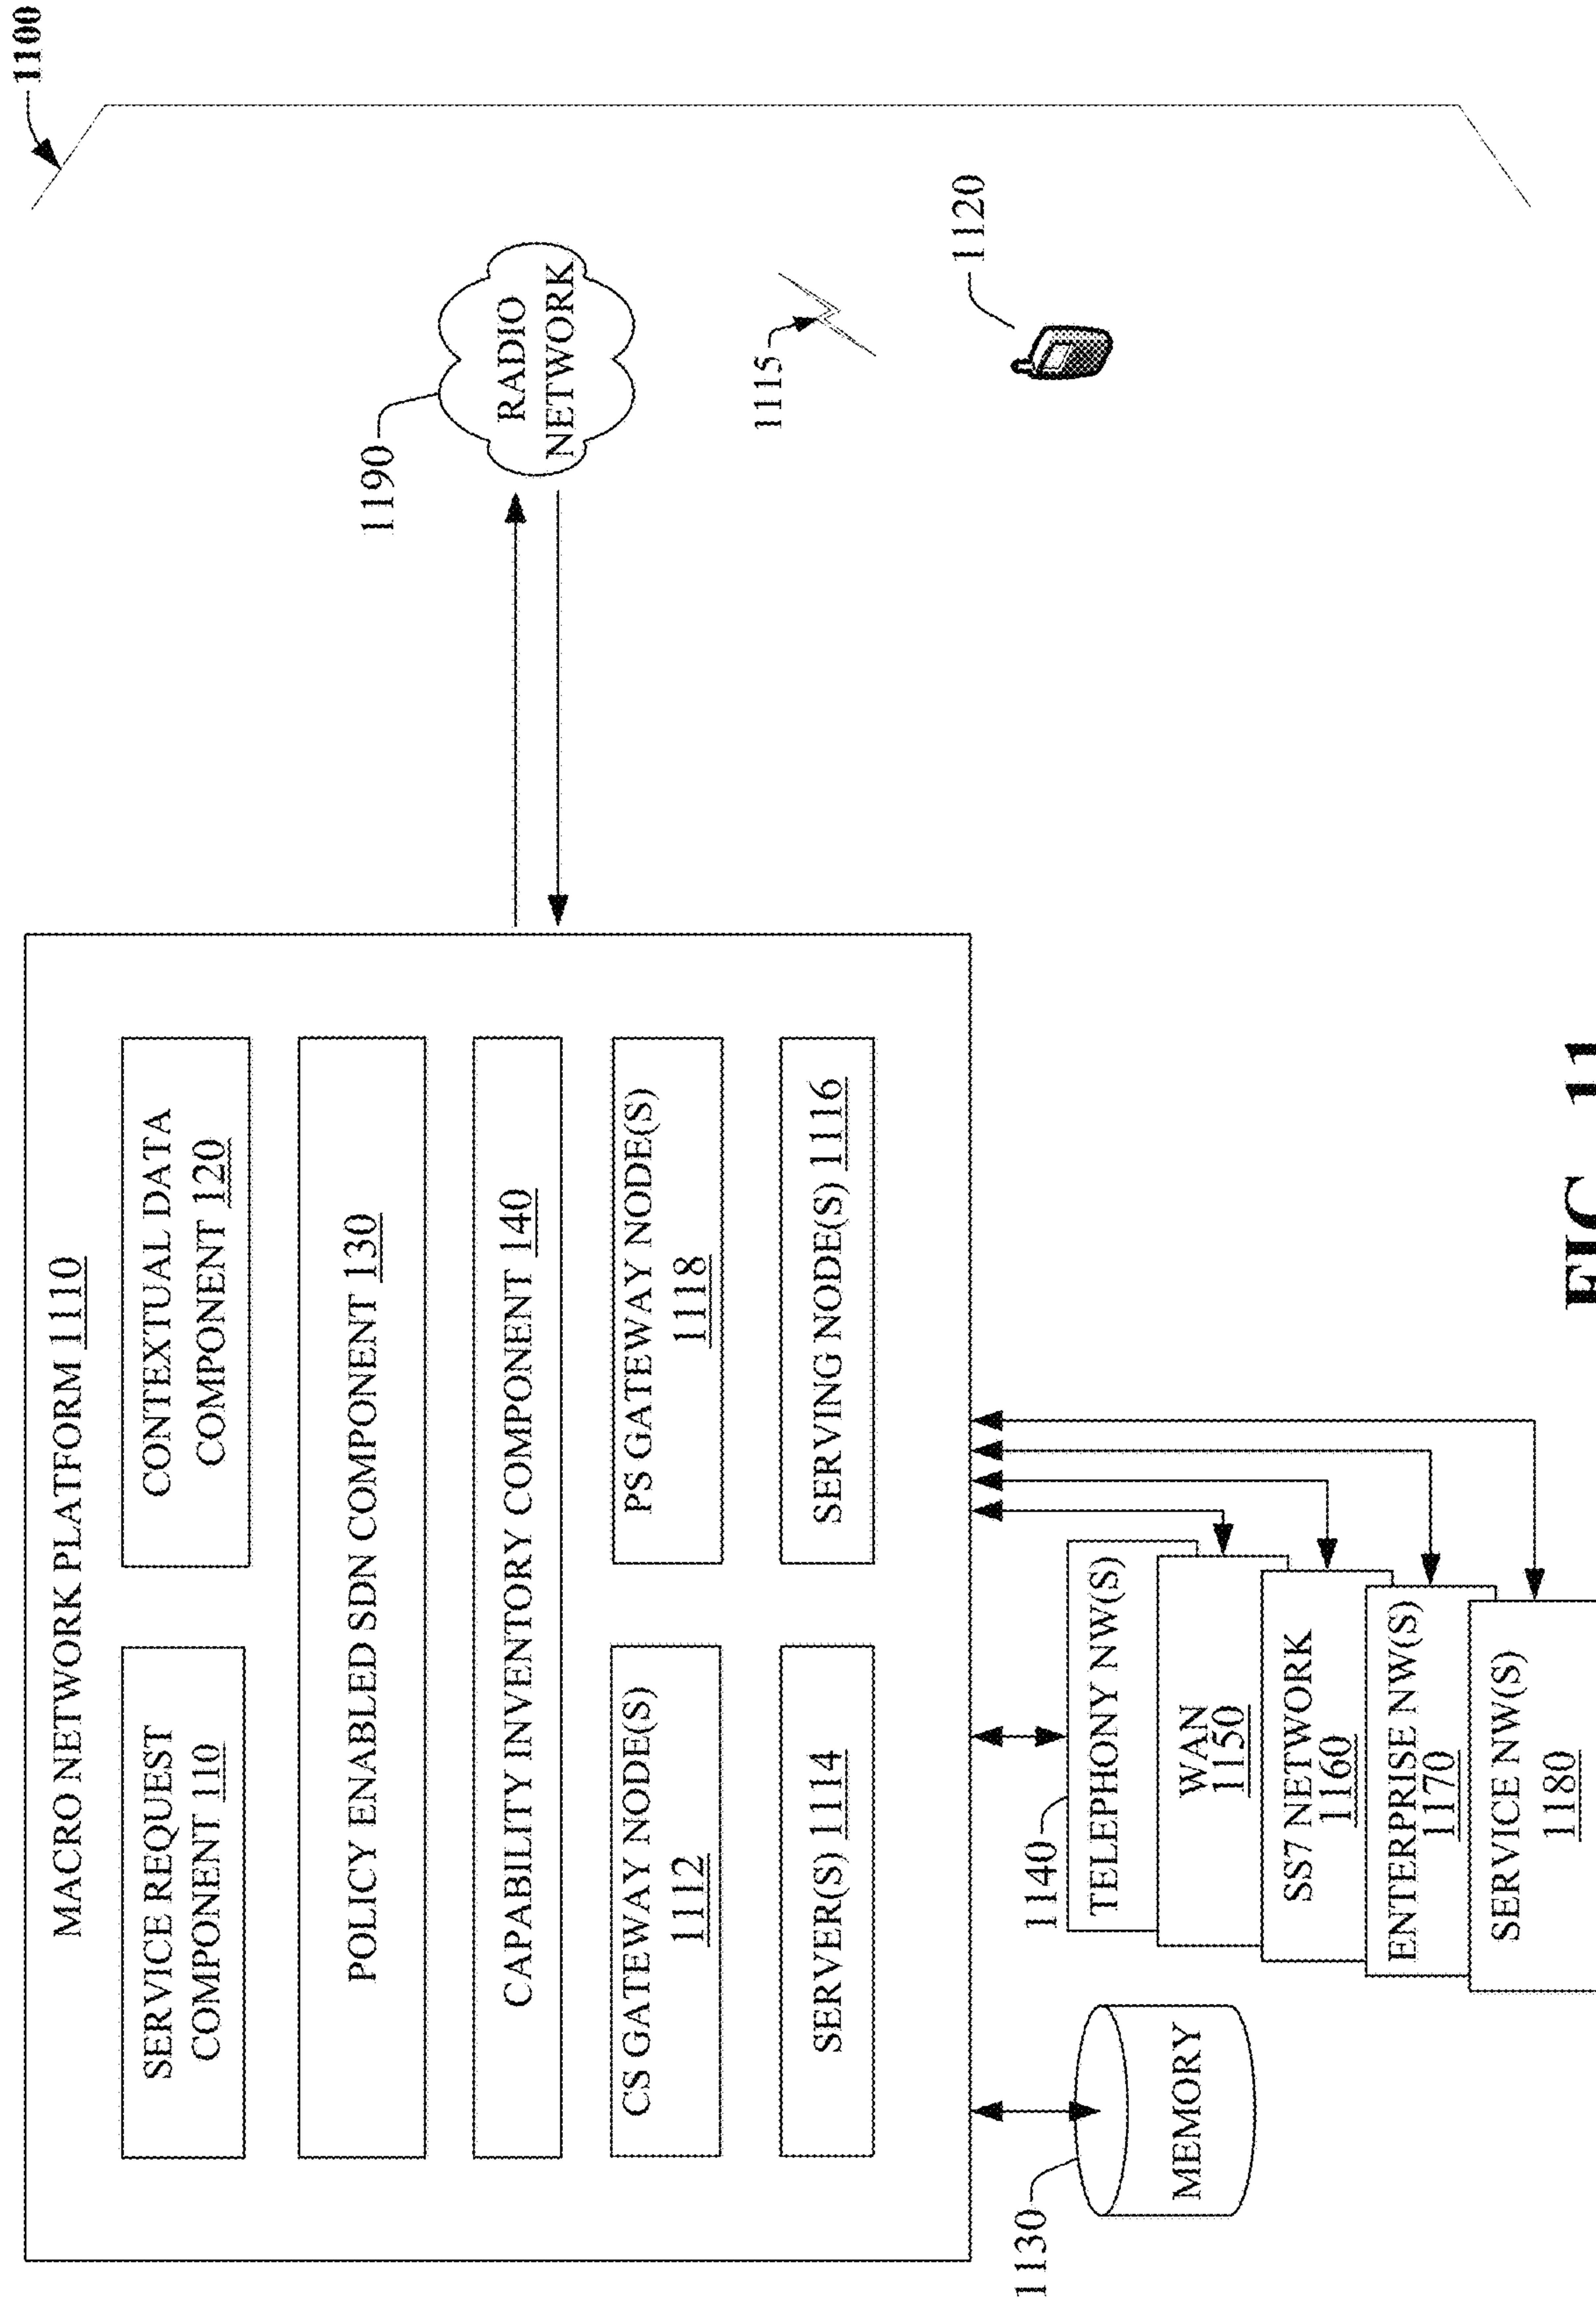 1100
MACRO NETWORK PLATFORM 1110
SERVICE REQUEST
COMPONENT 110
CONTEXTUAL DATA
COMPONENT 120
POLICY ENABLED SDN COMPONENT 130
CAPABILITY INVENTORY COMPONENT 140
CS GATEWAY NODE(S)
1112
PS GATEWAY NODE(S)
1118
SERVER(S) 1114
SERVING NODE(S) 1116
1190
RADIO
NETWORK
1115
1120
1130
MEMORY
1140
TELEPHONY NW(S)
WAN
1150
SS7 NETWORK
1160
ENTERPRISE NW(S)
1170
SERVICE NW(S)
1180
FIG. 11